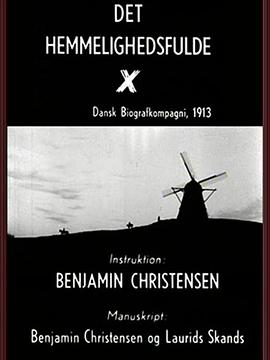 DET
HEMMELIGHEDSFULDE
X
Dansk Biografkompagni, 1913
Instruktion:
BENJAMIN CHRISTENSEN
Manuskript:
Benjamin Christensen og Laurids Skands